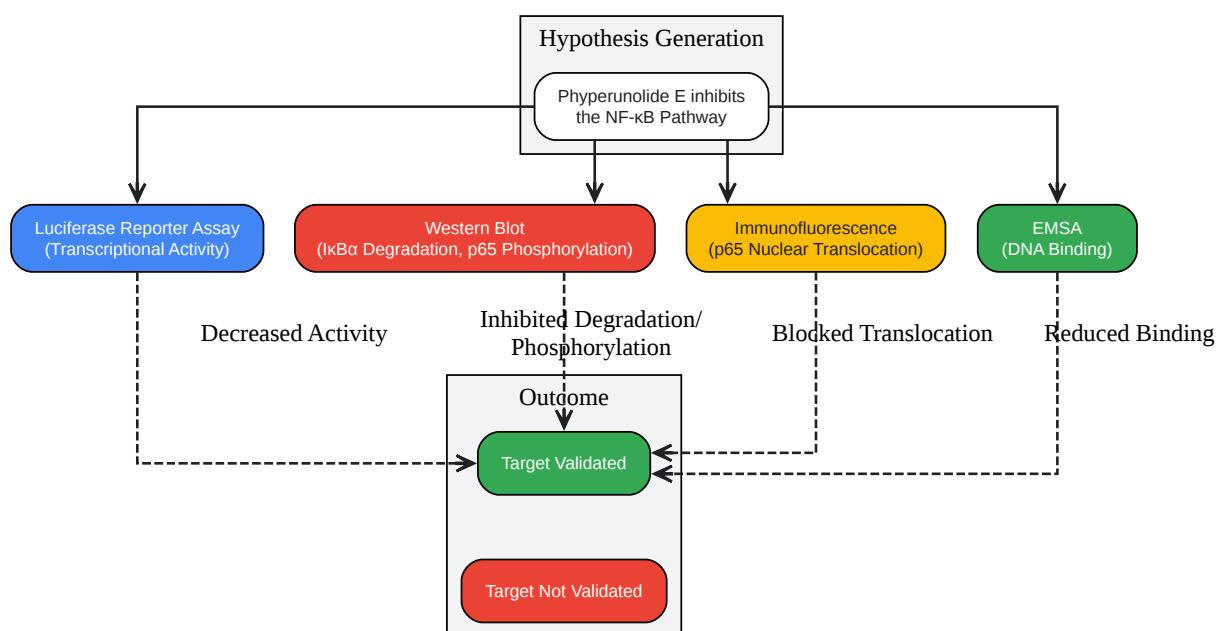 Hypothesis Generation
Phyperunolide E inhibits
the NF-κB Pathway
Luciferase Reporter Assay
(Transcriptional Activity)
Western Blot
(IκBα Degradation, p65 Phosphorylation)
Immunofluorescence
(p65 Nuclear Translocation)
EMSA
(DNA Binding)
Decreased Activity
Inhibited Degradation/
Phosphorylation
Blocked Translocation
Reduced Binding
Outcome
Target Validated
Target Not Validated